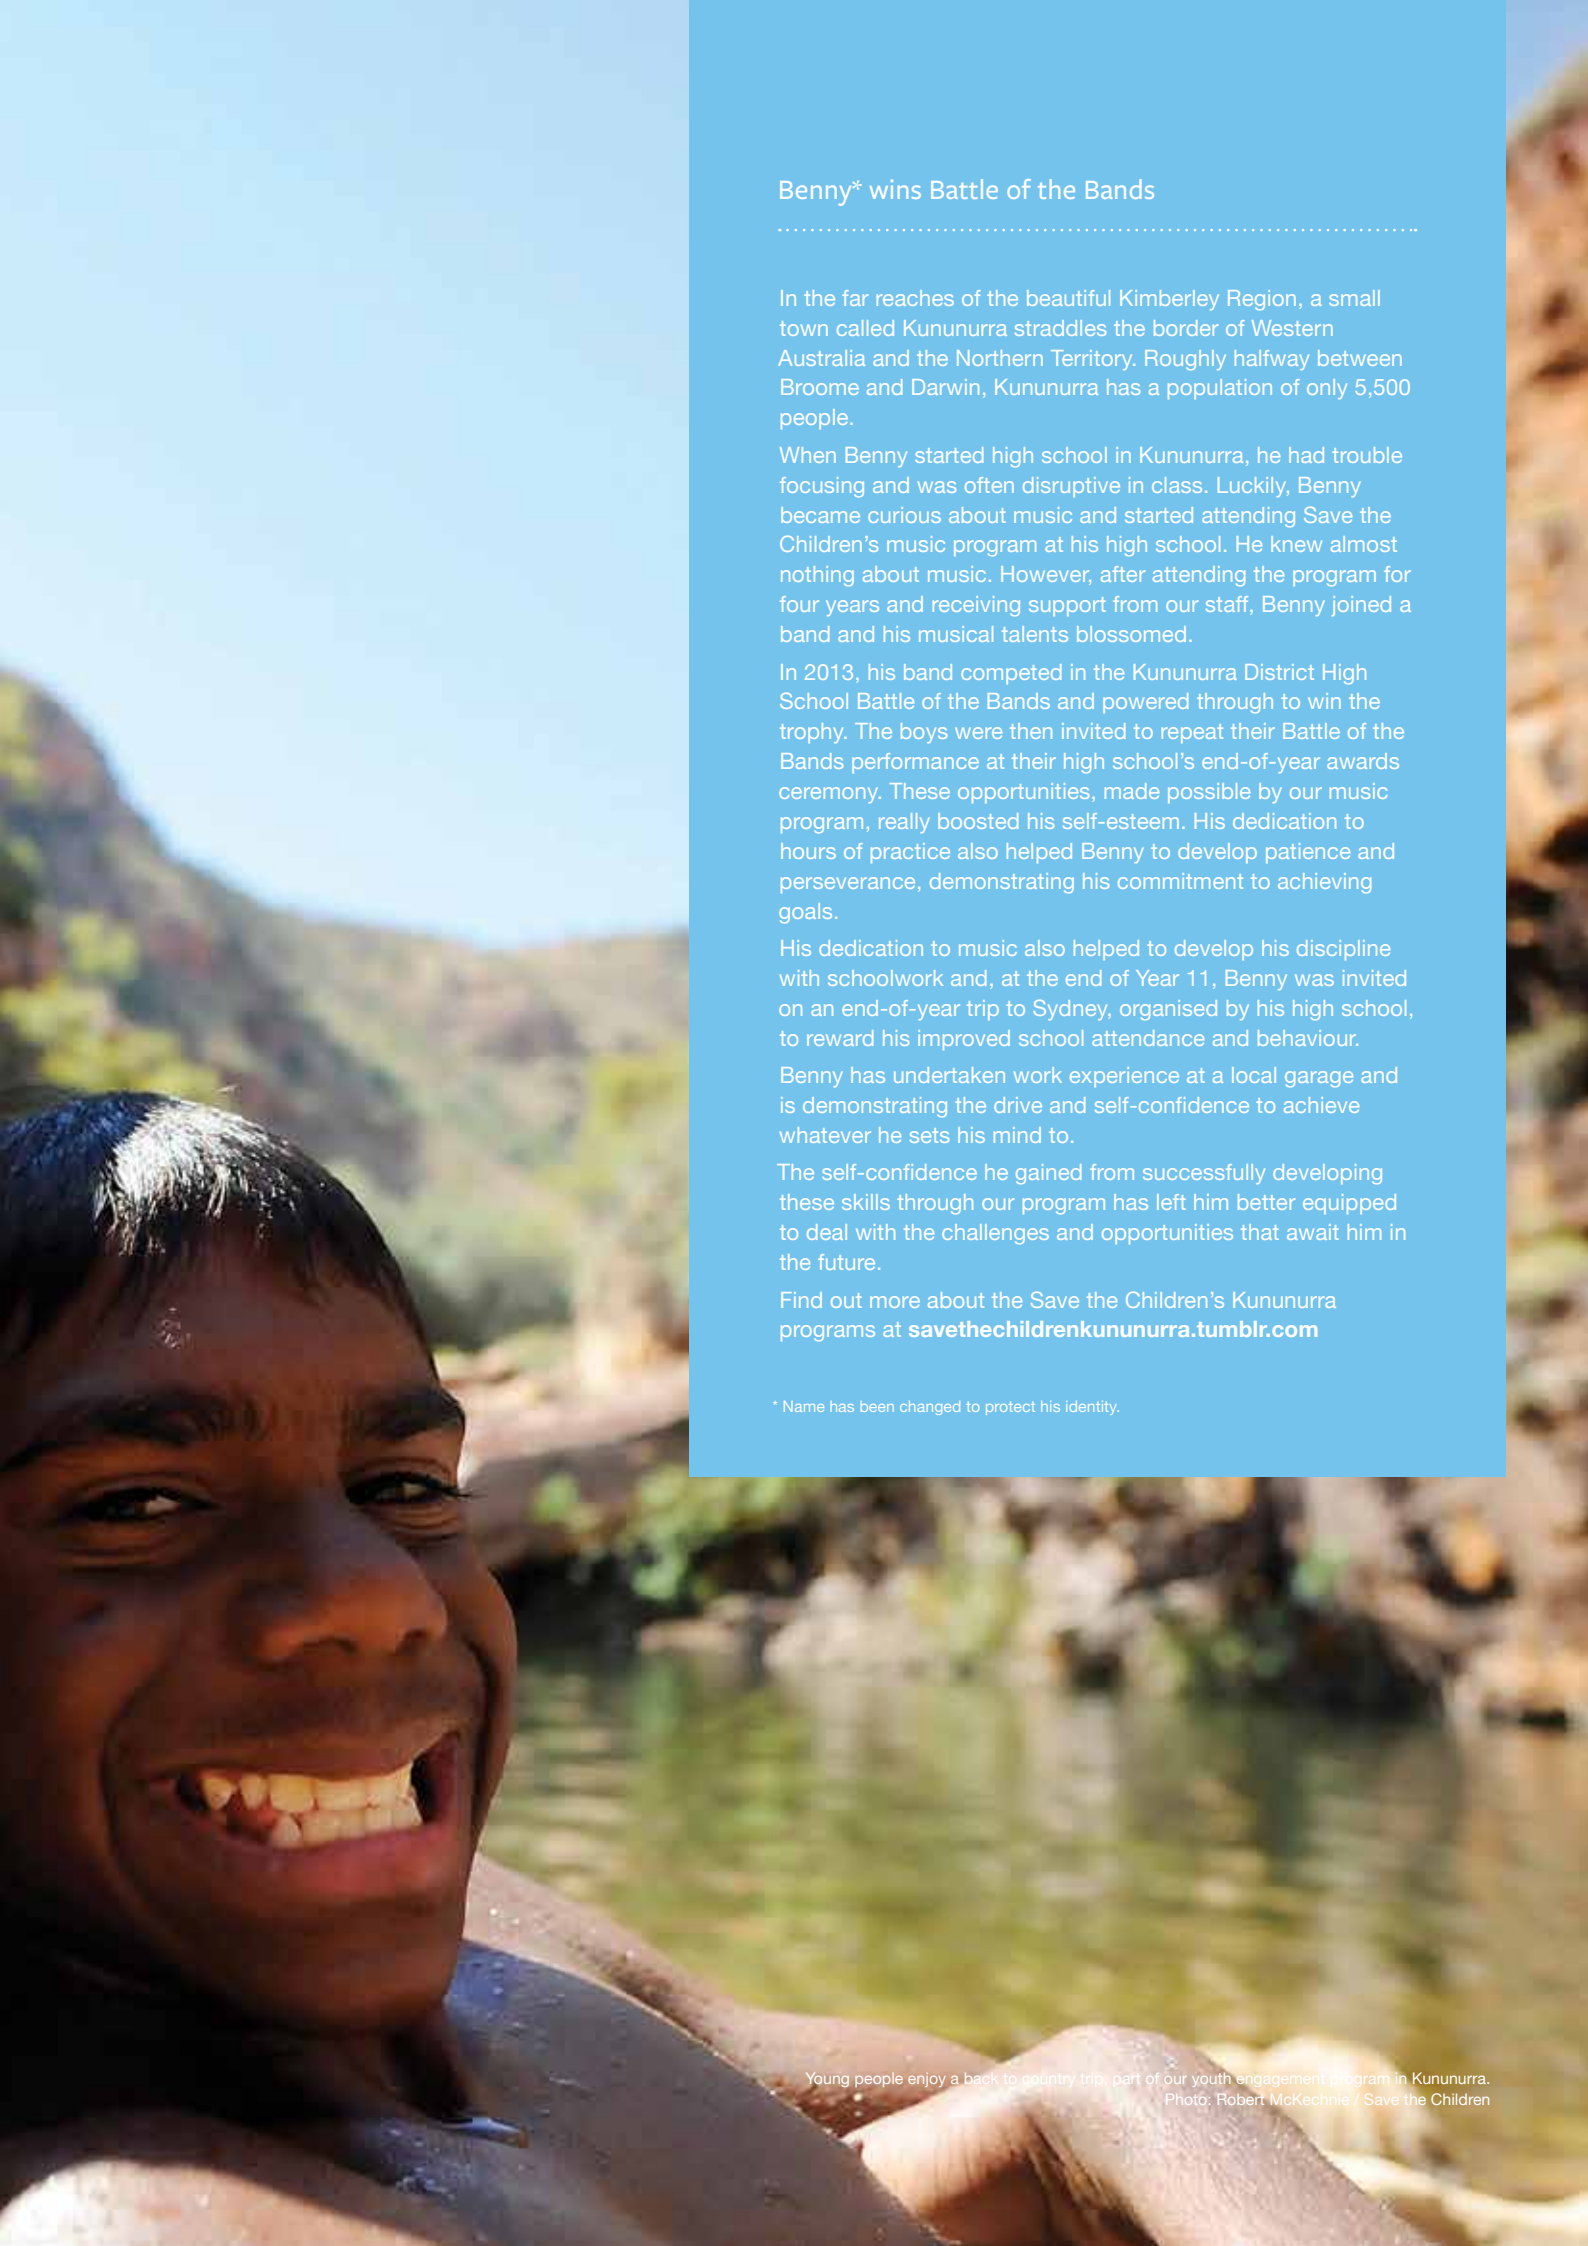 Benny* wins Battle of the Bands
In the far reaches of the beautiful Kimberley Region, a small
town called Kununurra straddles the border of Western
Australia and the Northern Territory. Roughly halfway between
Broome and Darwin, Kununurra has a population of only 5,500
people.
When Benny started high school in Kununurra, he had trouble
focusing and was often disruptive in class. Luckily, Benny
became curious about music and started attending Save the
Children’s music program at his high school. He knew almost
nothing about music. However, after attending the program for
four years and receiving support from our staff, Benny joined a
band and his musical talents blossomed.
In 2013, his band competed in the Kununurra District High
School Battle of the Bands and powered through to win the
trophy. The boys were then invited to repeat their Battle of the
Bands performance at their high school’s end-of-year awards
ceremony. These opportunities, made possible by our music
program, really boosted his self-esteem. His dedication to
hours of practice also helped Benny to develop patience and
perseverance, demonstrating his commitment to achieving
goals.
His dedication to music also helped to develop his discipline
with schoolwork and, at the end of Year 11, Benny was invited
on an end-of-year trip to Sydney, organised by his high school,
to reward his improved school attendance and behaviour.
Benny has undertaken work experience at a local garage and
is demonstrating the drive and self-confidence to achieve
whatever he sets his mind to.
The self-confidence he gained from successfully developing
these skills through our program has left him better equipped
to deal with the challenges and opportunities that await him in
the future.
Find out more about the Save the Children’s Kununurra
programs at savethechildrenkununurra.tumblr.com
* Name has been changed to protect his identity.
Young people enjoy a back to country trip, part of our youth engagement program in Kununurra.
Photo: Robert McKechnie / Save the Children